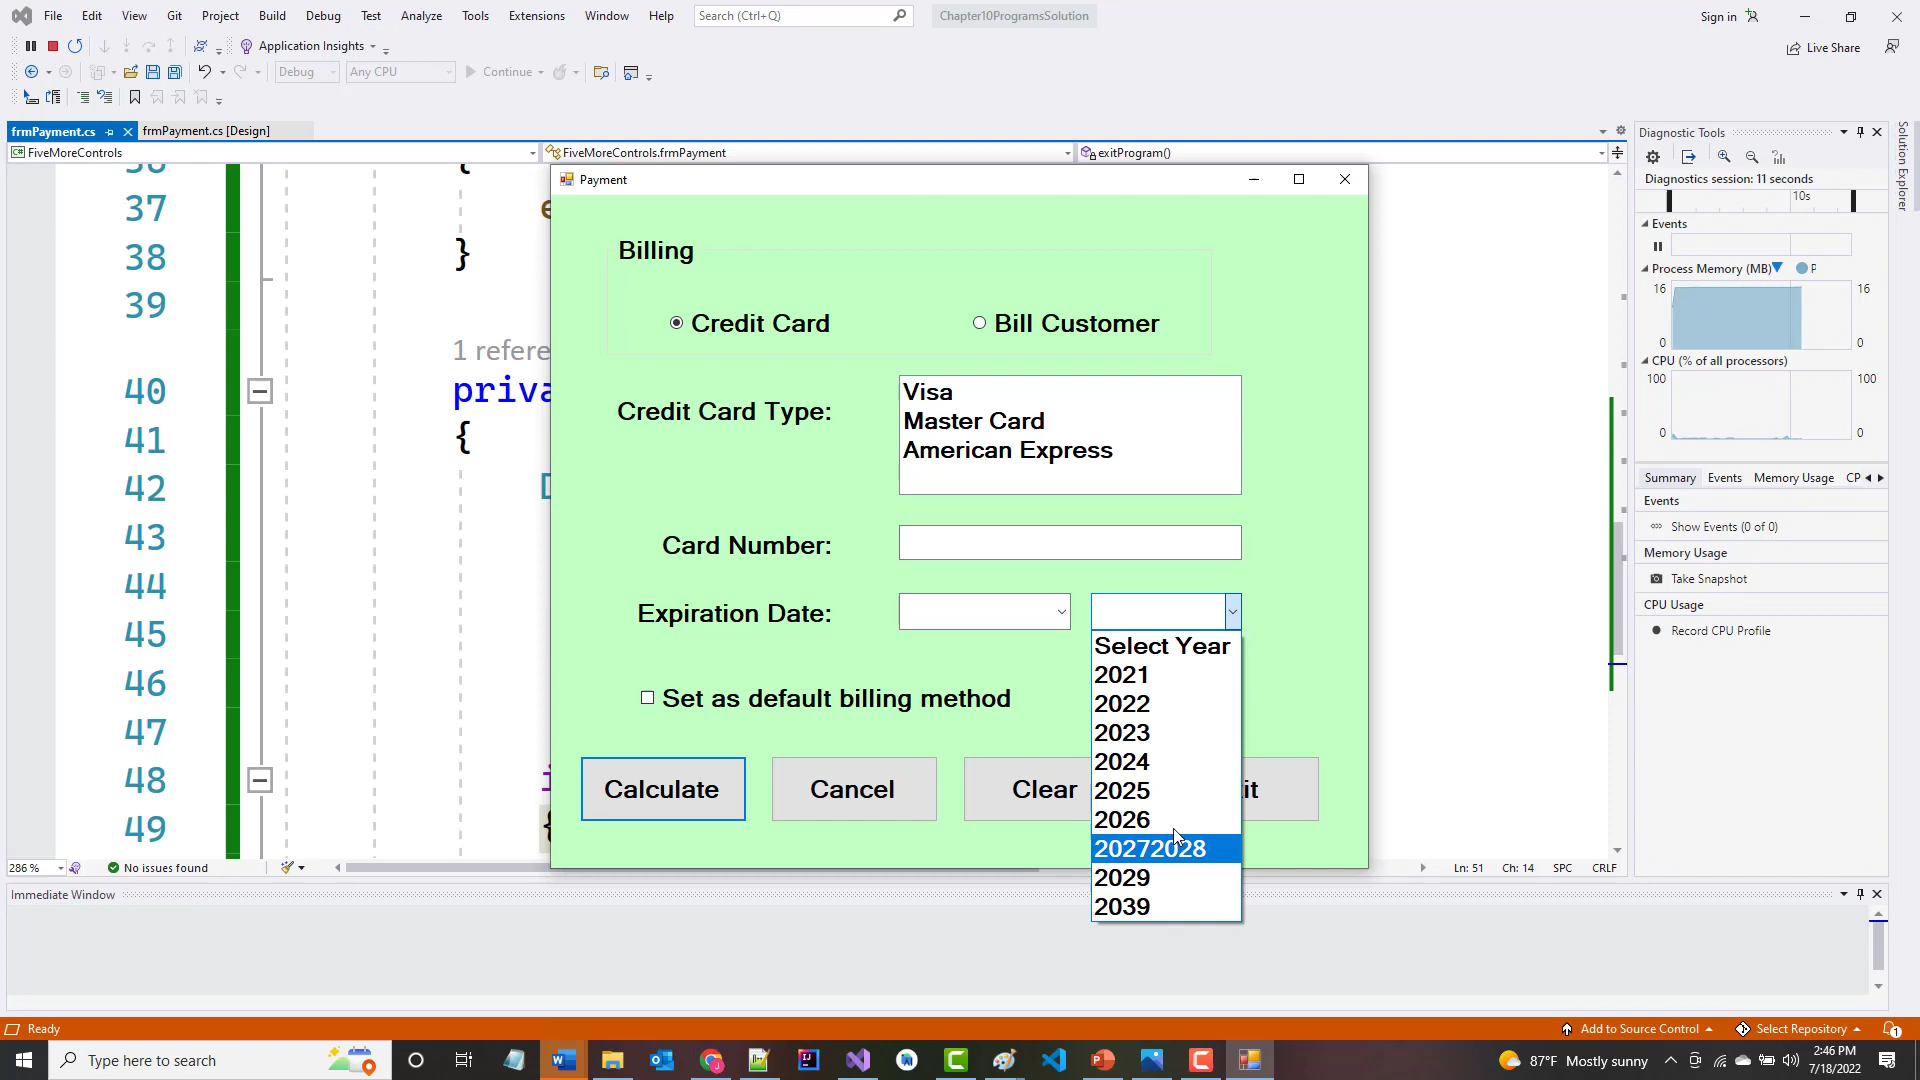 File Edit View Git Project Build Debug Test Analyze Tools Extensions Window Help Search (Ctrl+Q) Chapter10ProgramsSolution Sign in
Application Insights Live Share
Debug Any CPU Continue
frmPayment.cs frmPayment.cs [Design]
FiveMoreControls FiveMoreControls.frmPayment exitProgram()
37
38 }
39
1 refere
40 priva
41 {
42
43
44
45
46
47
48
49
Payment
Billing
Credit Card Bill Customer
Credit Card Type:
Visa
Master Card
American Express
Card Number:
Expiration Date:
Select Year
2021
2022
2023
2024
2025
2026
20272028
2029
2039
Set as default billing method
Calculate Cancel Clear it
286 % No issues found Ln: 51 Ch: 14 SPC CRLF
Immediate Window
Diagnostic Tools
Diagnostics session: 11 seconds
10s
Events
Process Memory (MB) P
16 16
0 0
CPU (% of all processors)
100 100
0 0
Summary Events Memory Usage CP
Events
Show Events (0 of 0)
Memory Usage
Take Snapshot
CPU Usage
Record CPU Profile
Solution Explorer
Ready Add to Source Control Select Repository 1
Type here to search 87°F Mostly sunny 2:46 PM
7/18/2022